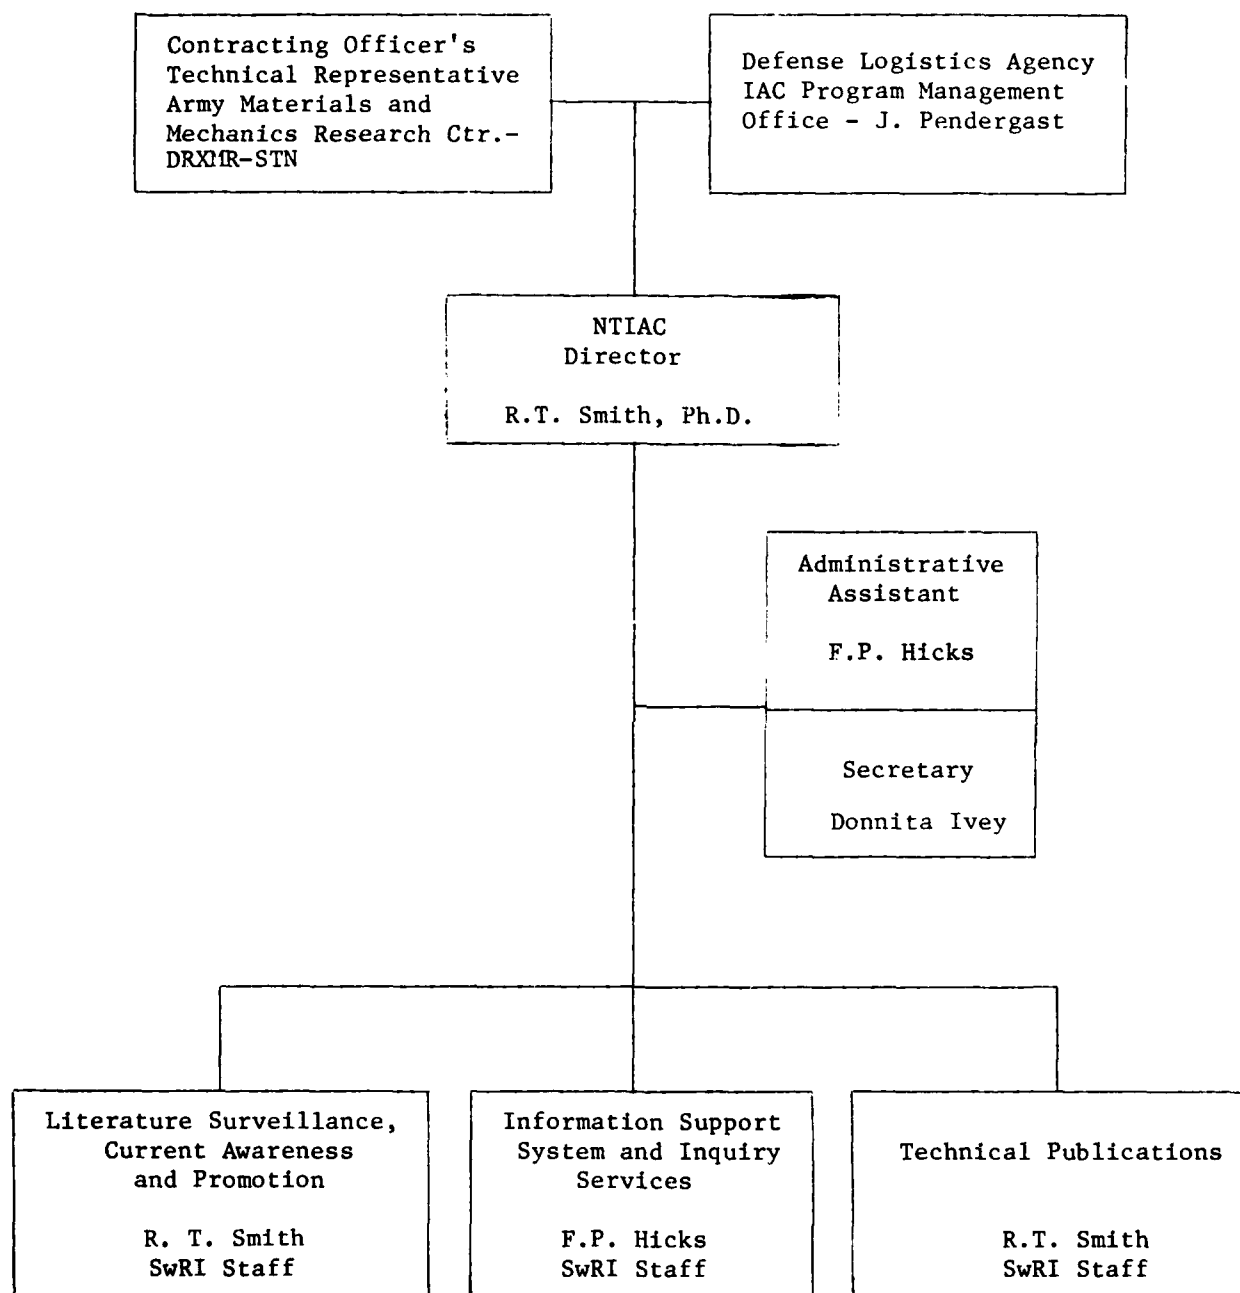 Contracting Officer's
Technical Representative
Army Materials and
Mechanics Research Ctr.-
DRXMR-STN
Defense Logistics Agency
IAC Program Management
Office - J. Pendergast
NTIAC
Director
R.T. Smith, Ph.D.
Administrative
Assistant
F.P. Hicks
Secretary
Donnita Ivey
Literature Surveillance,
Current Awareness
and Promotion
R. T. Smith
SwRI Staff
Information Support
System and Inquiry
Services
F.P. Hicks
SwRI Staff
Technical Publications
R.T. Smith
SwRI Staff